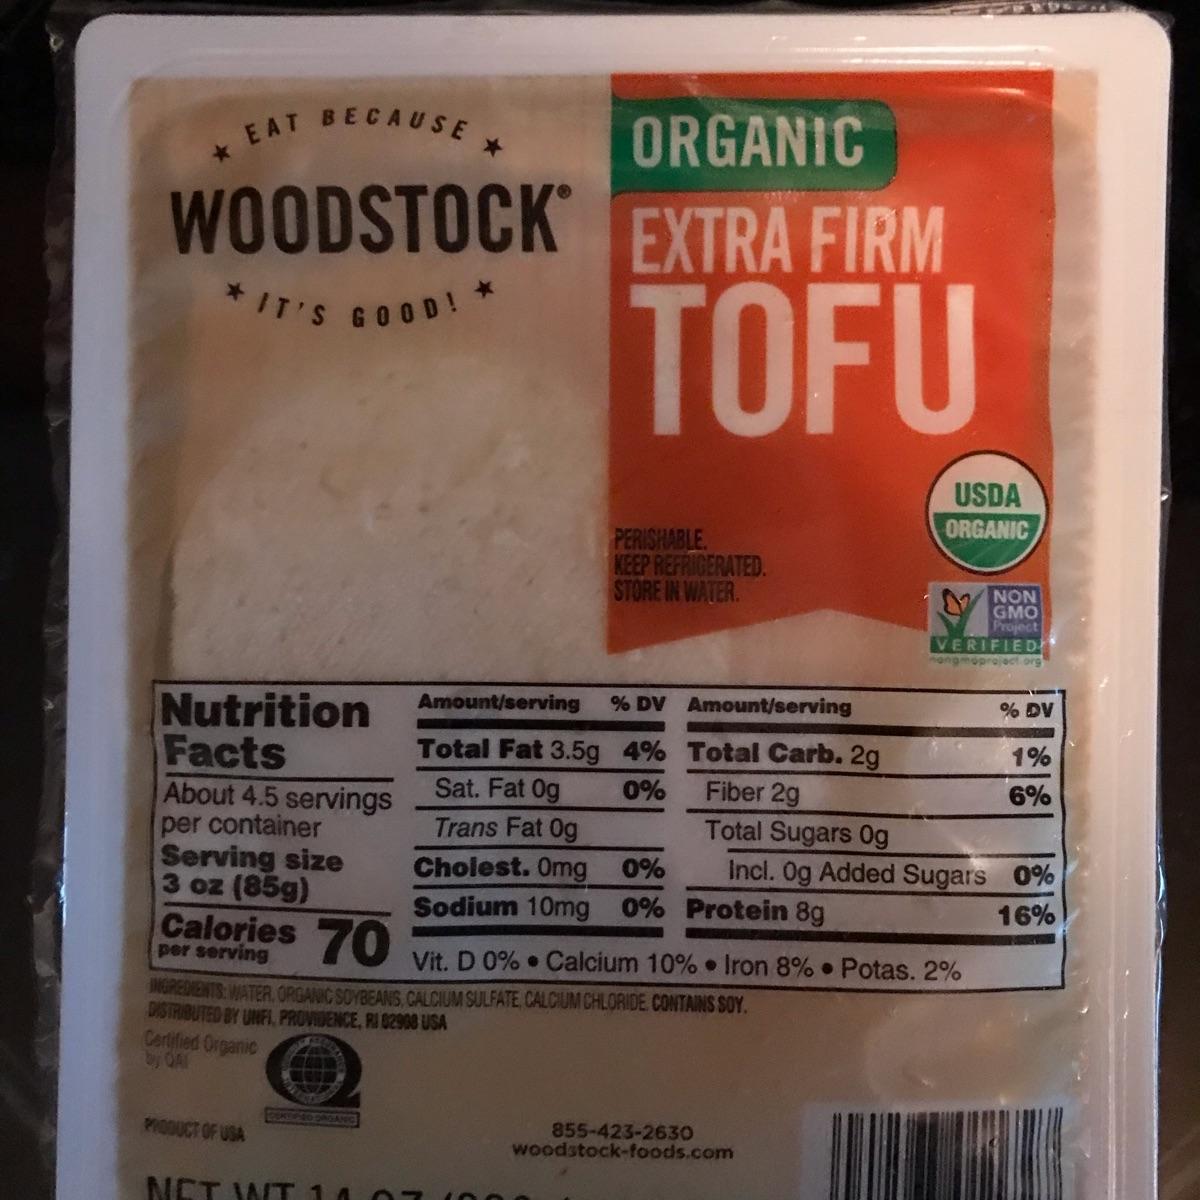 EAT BECAUSE
WOODSTOCK®
IT'S GOOD!
ORGANIC
EXTRA FIRM
TOFU
PERISHABLE.
KEEP REFRIGERATED.
STORE IN WATER.
USDA
ORGANIC
NON
GMO
Project
VERIFIED
nongmoproject.org
Nutrition
Facts
About 4.5 servings
per container
Serving size
3 oz (85g)
Calories 70
per serving
Amount/serving % DV
Total Fat 3.5g 4%
Sat. Fat 0g 0%
Trans Fat 0g
Cholest. 0mg 0%
Sodium 10mg 0%
Amount/serving % DV
Total Carb. 2g 1%
Fiber 2g 6%
Total Sugars 0g
Incl. 0g Added Sugars 0%
Protein 8g 16%
Vit. D 0% • Calcium 10% • Iron 8% • Potas. 2%
INGREDIENTS: WATER, ORGANIC SOYBEANS, CALCIUM SULFATE, CALCIUM CHLORIDE. CONTAINS SOY.
DISTRIBUTED BY UNFI, PROVIDENCE, RI 02908 USA
Certified Organic
by QAI
CERTIFIED ORGANIC
PRODUCT OF USA
855-423-2630
woodstock-foods.com
NET WT 14 OZ